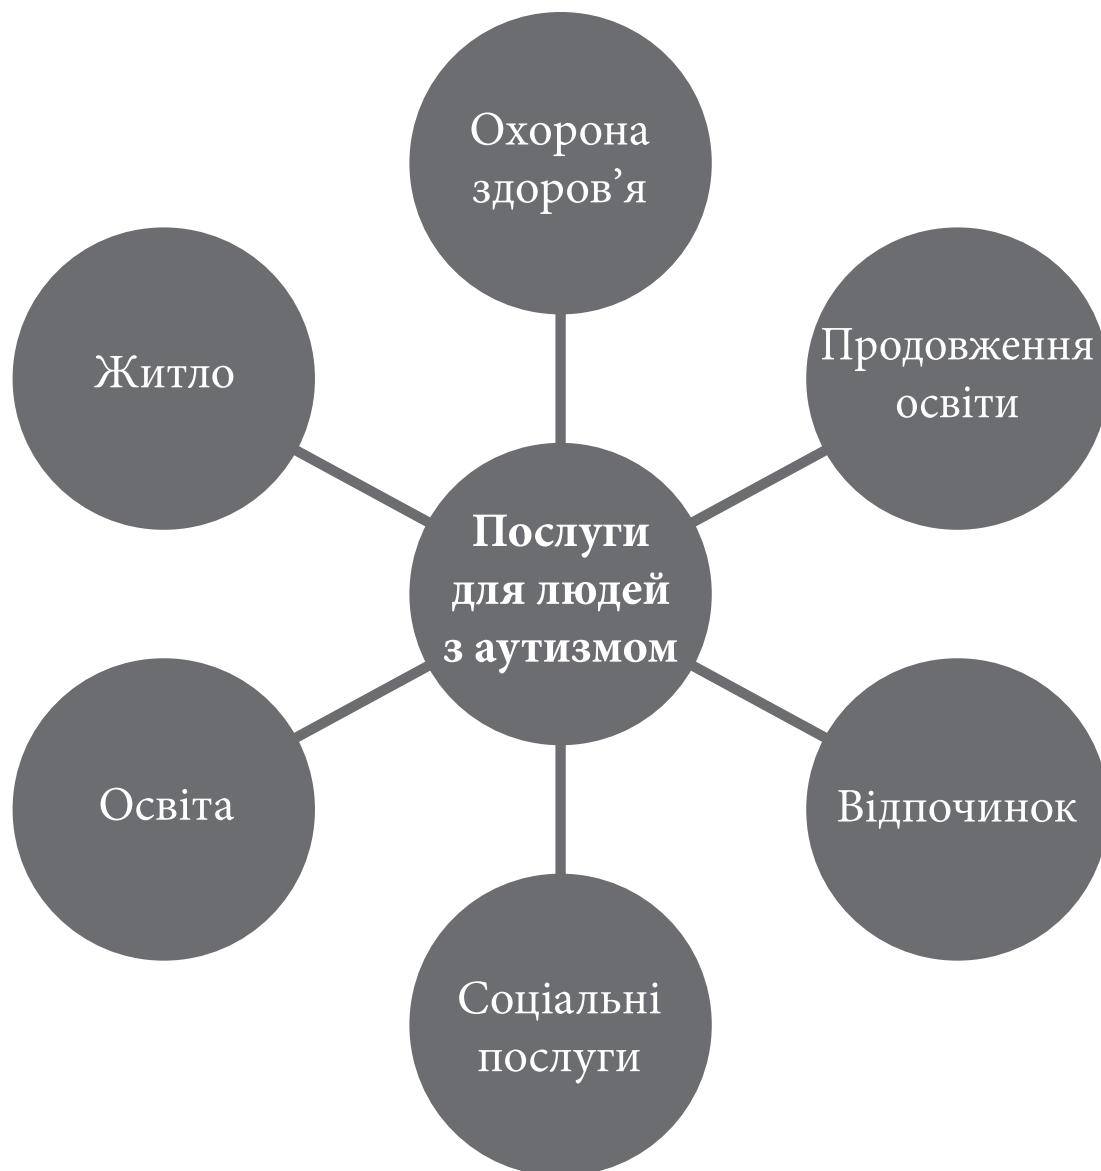 Охорона
здоров’я
Житло
Продовження
освіти
Послуги
для людей
з аутизмом
Освіта
Відпочинок
Соціальні
послуги